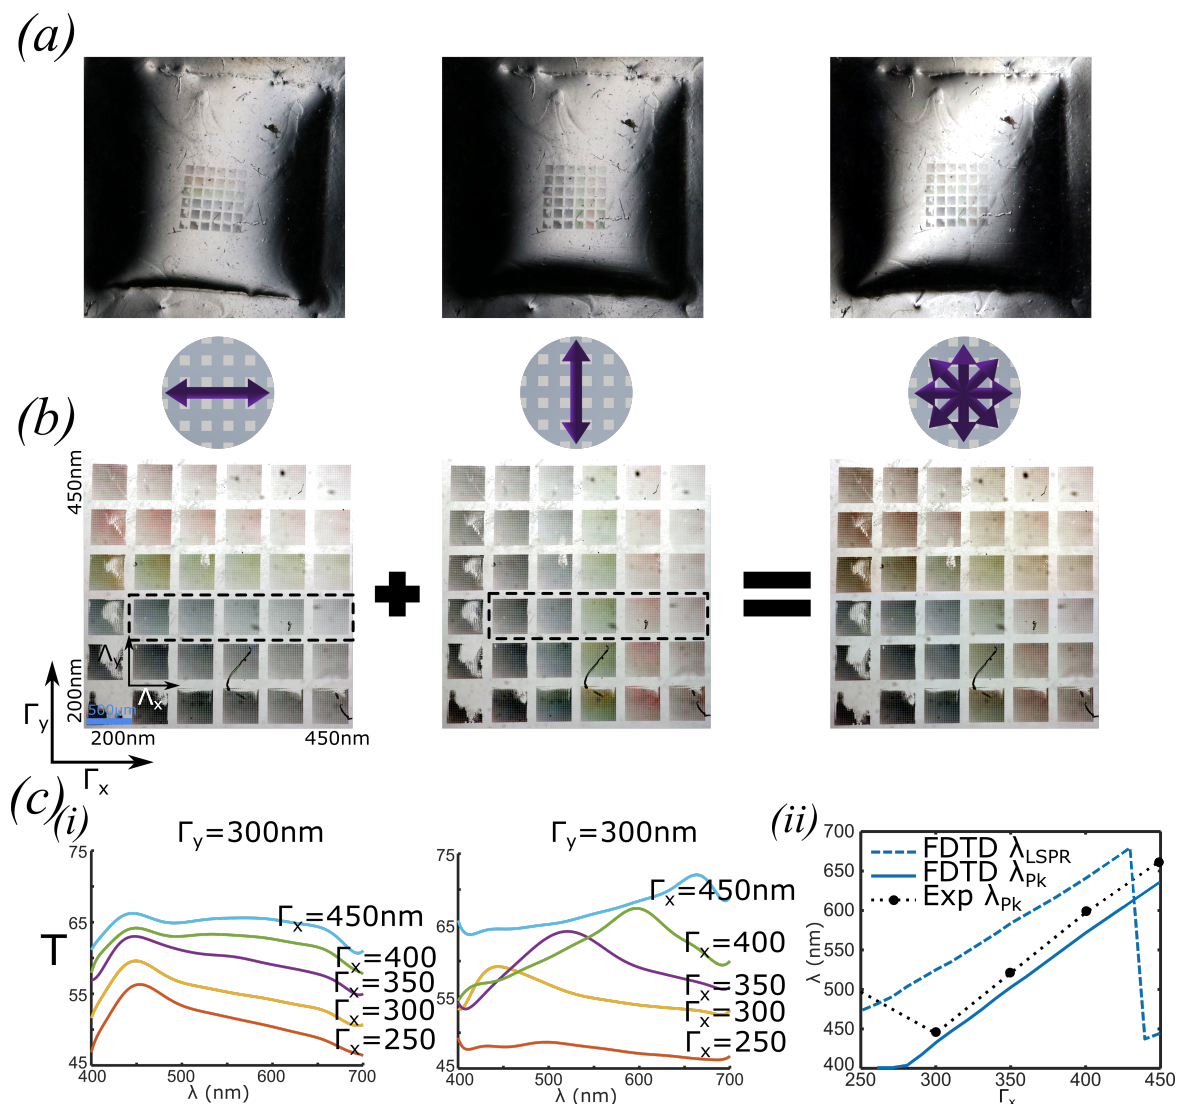 (a)
(b)
450nm
200nm
Γy
Λy
Λx
500μm
200nm 450nm
Γx
(c)
(i)
Γy=300nm
75
65
T
55
45
400 500 600 700
λ (nm)
Γx=450nm
Γx=400
Γx=350
Γx=300
Γx=250
Γy=300nm
75
65
55
45
400 500 600 700
λ (nm)
Γx=450nm
Γx=400
Γx=350
Γx=300
Γx=250
(ii)
700
650
600
550
500
450
400
λ (nm)
FDTD λLSPR
FDTD λPk
Exp λPk
250 300 350 400 450
Γx